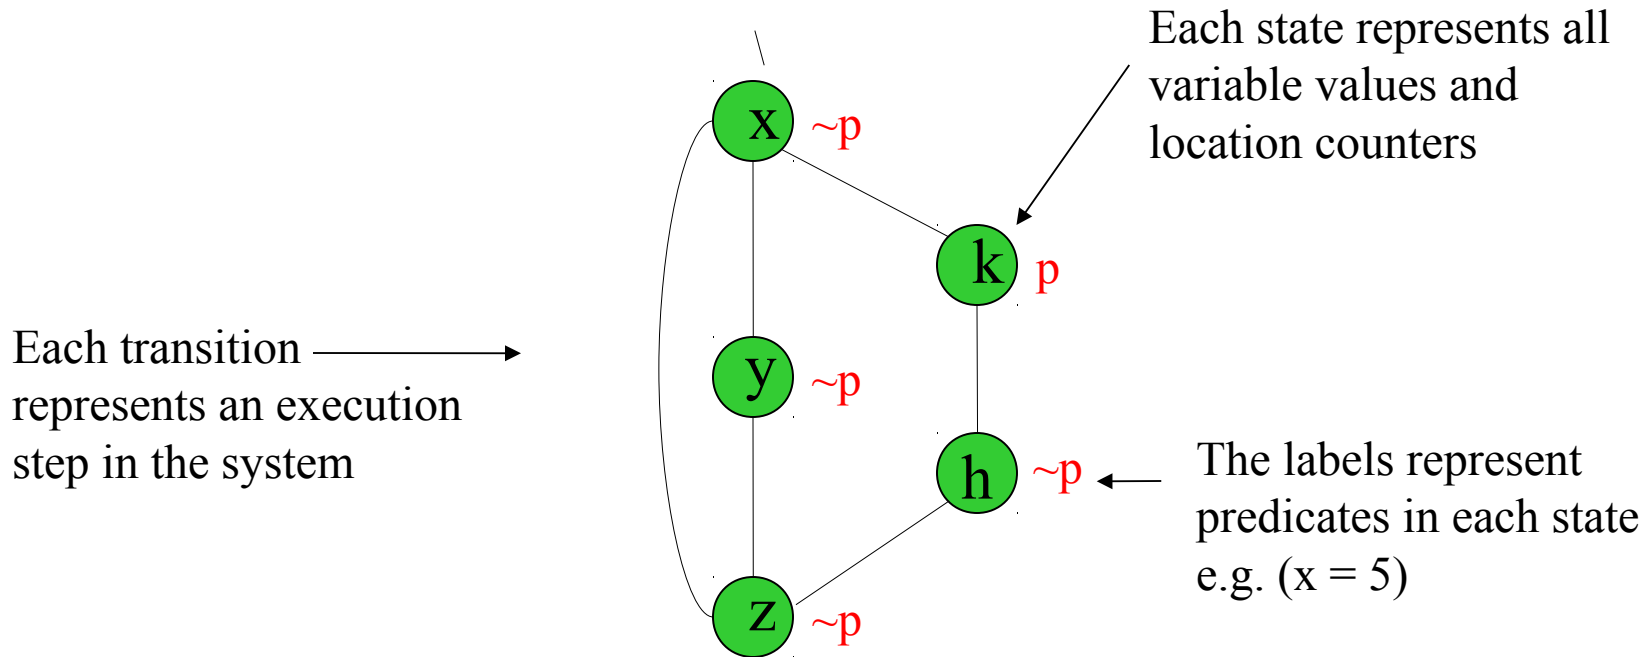 Each state represents all
variable values and
location counters
x ~p
k p
Each transition
represents an execution
step in the system
y ~p
h ~p
The labels represent
predicates in each state
e.g. (x = 5)
z ~p